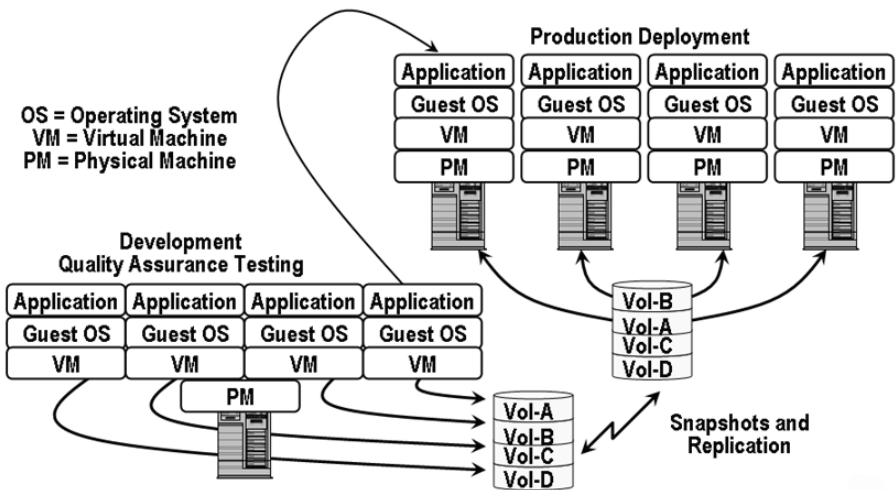 Production Deployment
Application Application Application Application
Guest OS Guest OS Guest OS Guest OS
VM VM VM VM
PM PM PM PM
OS = Operating System
VM = Virtual Machine
PM = Physical Machine
Development
Quality Assurance Testing
Application Application Application Application
Guest OS Guest OS Guest OS Guest OS
VM VM VM VM
PM
Vol-B
Vol-A
Vol-C
Vol-D
Vol-A
Vol-B
Vol-C
Vol-D
Snapshots and
Replication